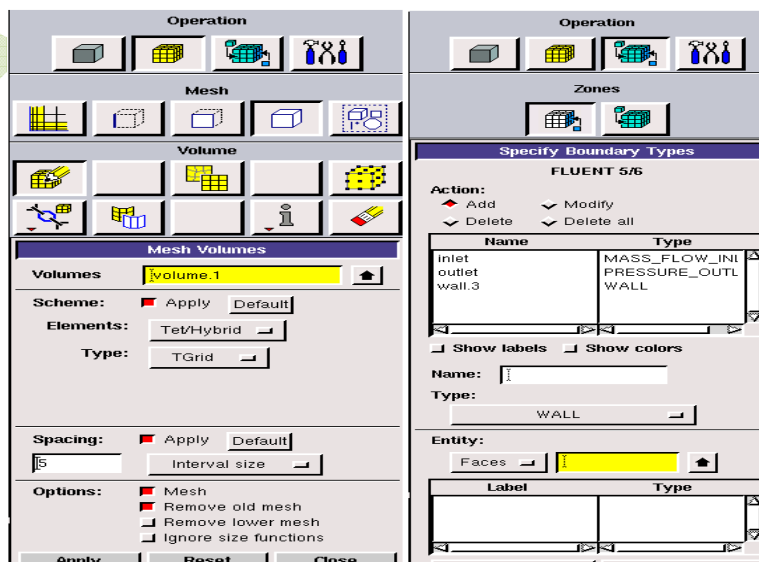 Operation
Mesh
Volume
Mesh Volumes
Volumes volume.1
Scheme: Apply Default
Elements: Tet/Hybrid
Type: TGrid
Spacing: Apply Default
5 Interval size
Options: Mesh
Remove old mesh
Remove lower mesh
Ignore size functions
Apply Reset Close
Operation
Zones
Specify Boundary Types
FLUENT 5/6
Action:
Add Modify
Delete Delete all
Name Type
inlet MASS_FLOW_INL
outlet PRESSURE_OUTL
wall.3 WALL
Show labels Show colors
Name:
Type:
WALL
Entity:
Faces
Label Type